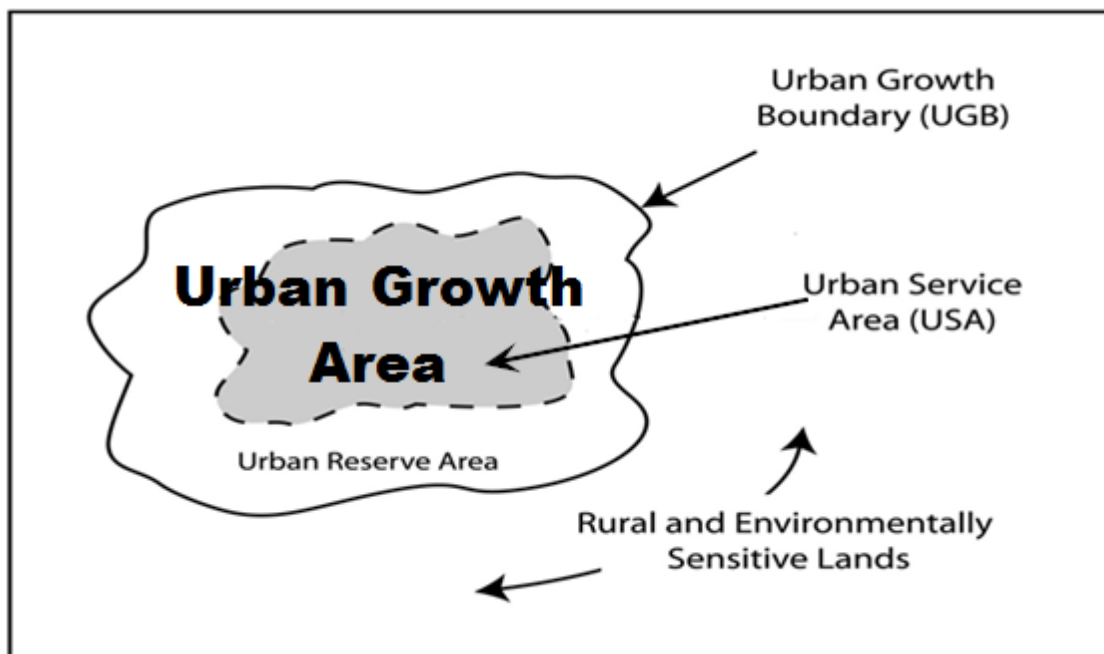 Urban Growth
Boundary (UGB)
Urban Growth
Area
Urban Service
Area (USA)
Urban Reserve Area
Rural and Environmentally
Sensitive Lands